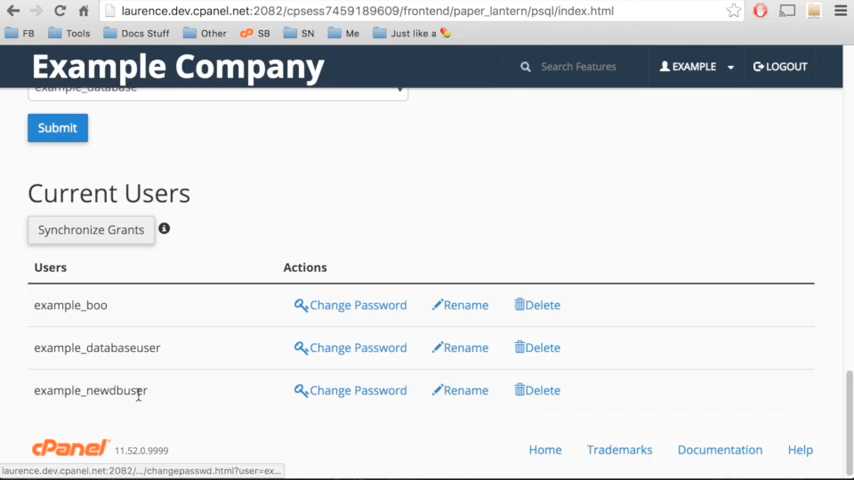 laurence.dev.cpanel.net:2082/cpsess7459189609/frontend/paper_lantern/psql/index.html
FB Tools Docs Stuff Other SB SN Me Just like a
Example Company Search Features EXAMPLE LOGOUT
example_database
Submit
Current Users
Synchronize Grants
Users Actions
example_boo Change Password Rename Delete
example_databaseuser Change Password Rename Delete
example_newdbuser Change Password Rename Delete
cPanel 11.52.0.9999 Home Trademarks Documentation Help
laurence.dev.cpanel.net:2082/.../changepasswd.html?user=ex...